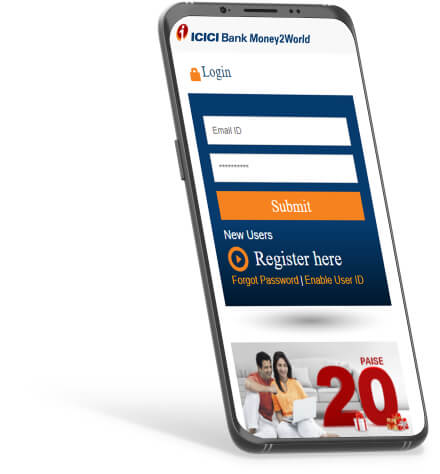 ICICI Bank Money2World
Login
Email ID
**********
Submit
New Users
Register here
Forgot Password | Enable User ID
PAISE
20